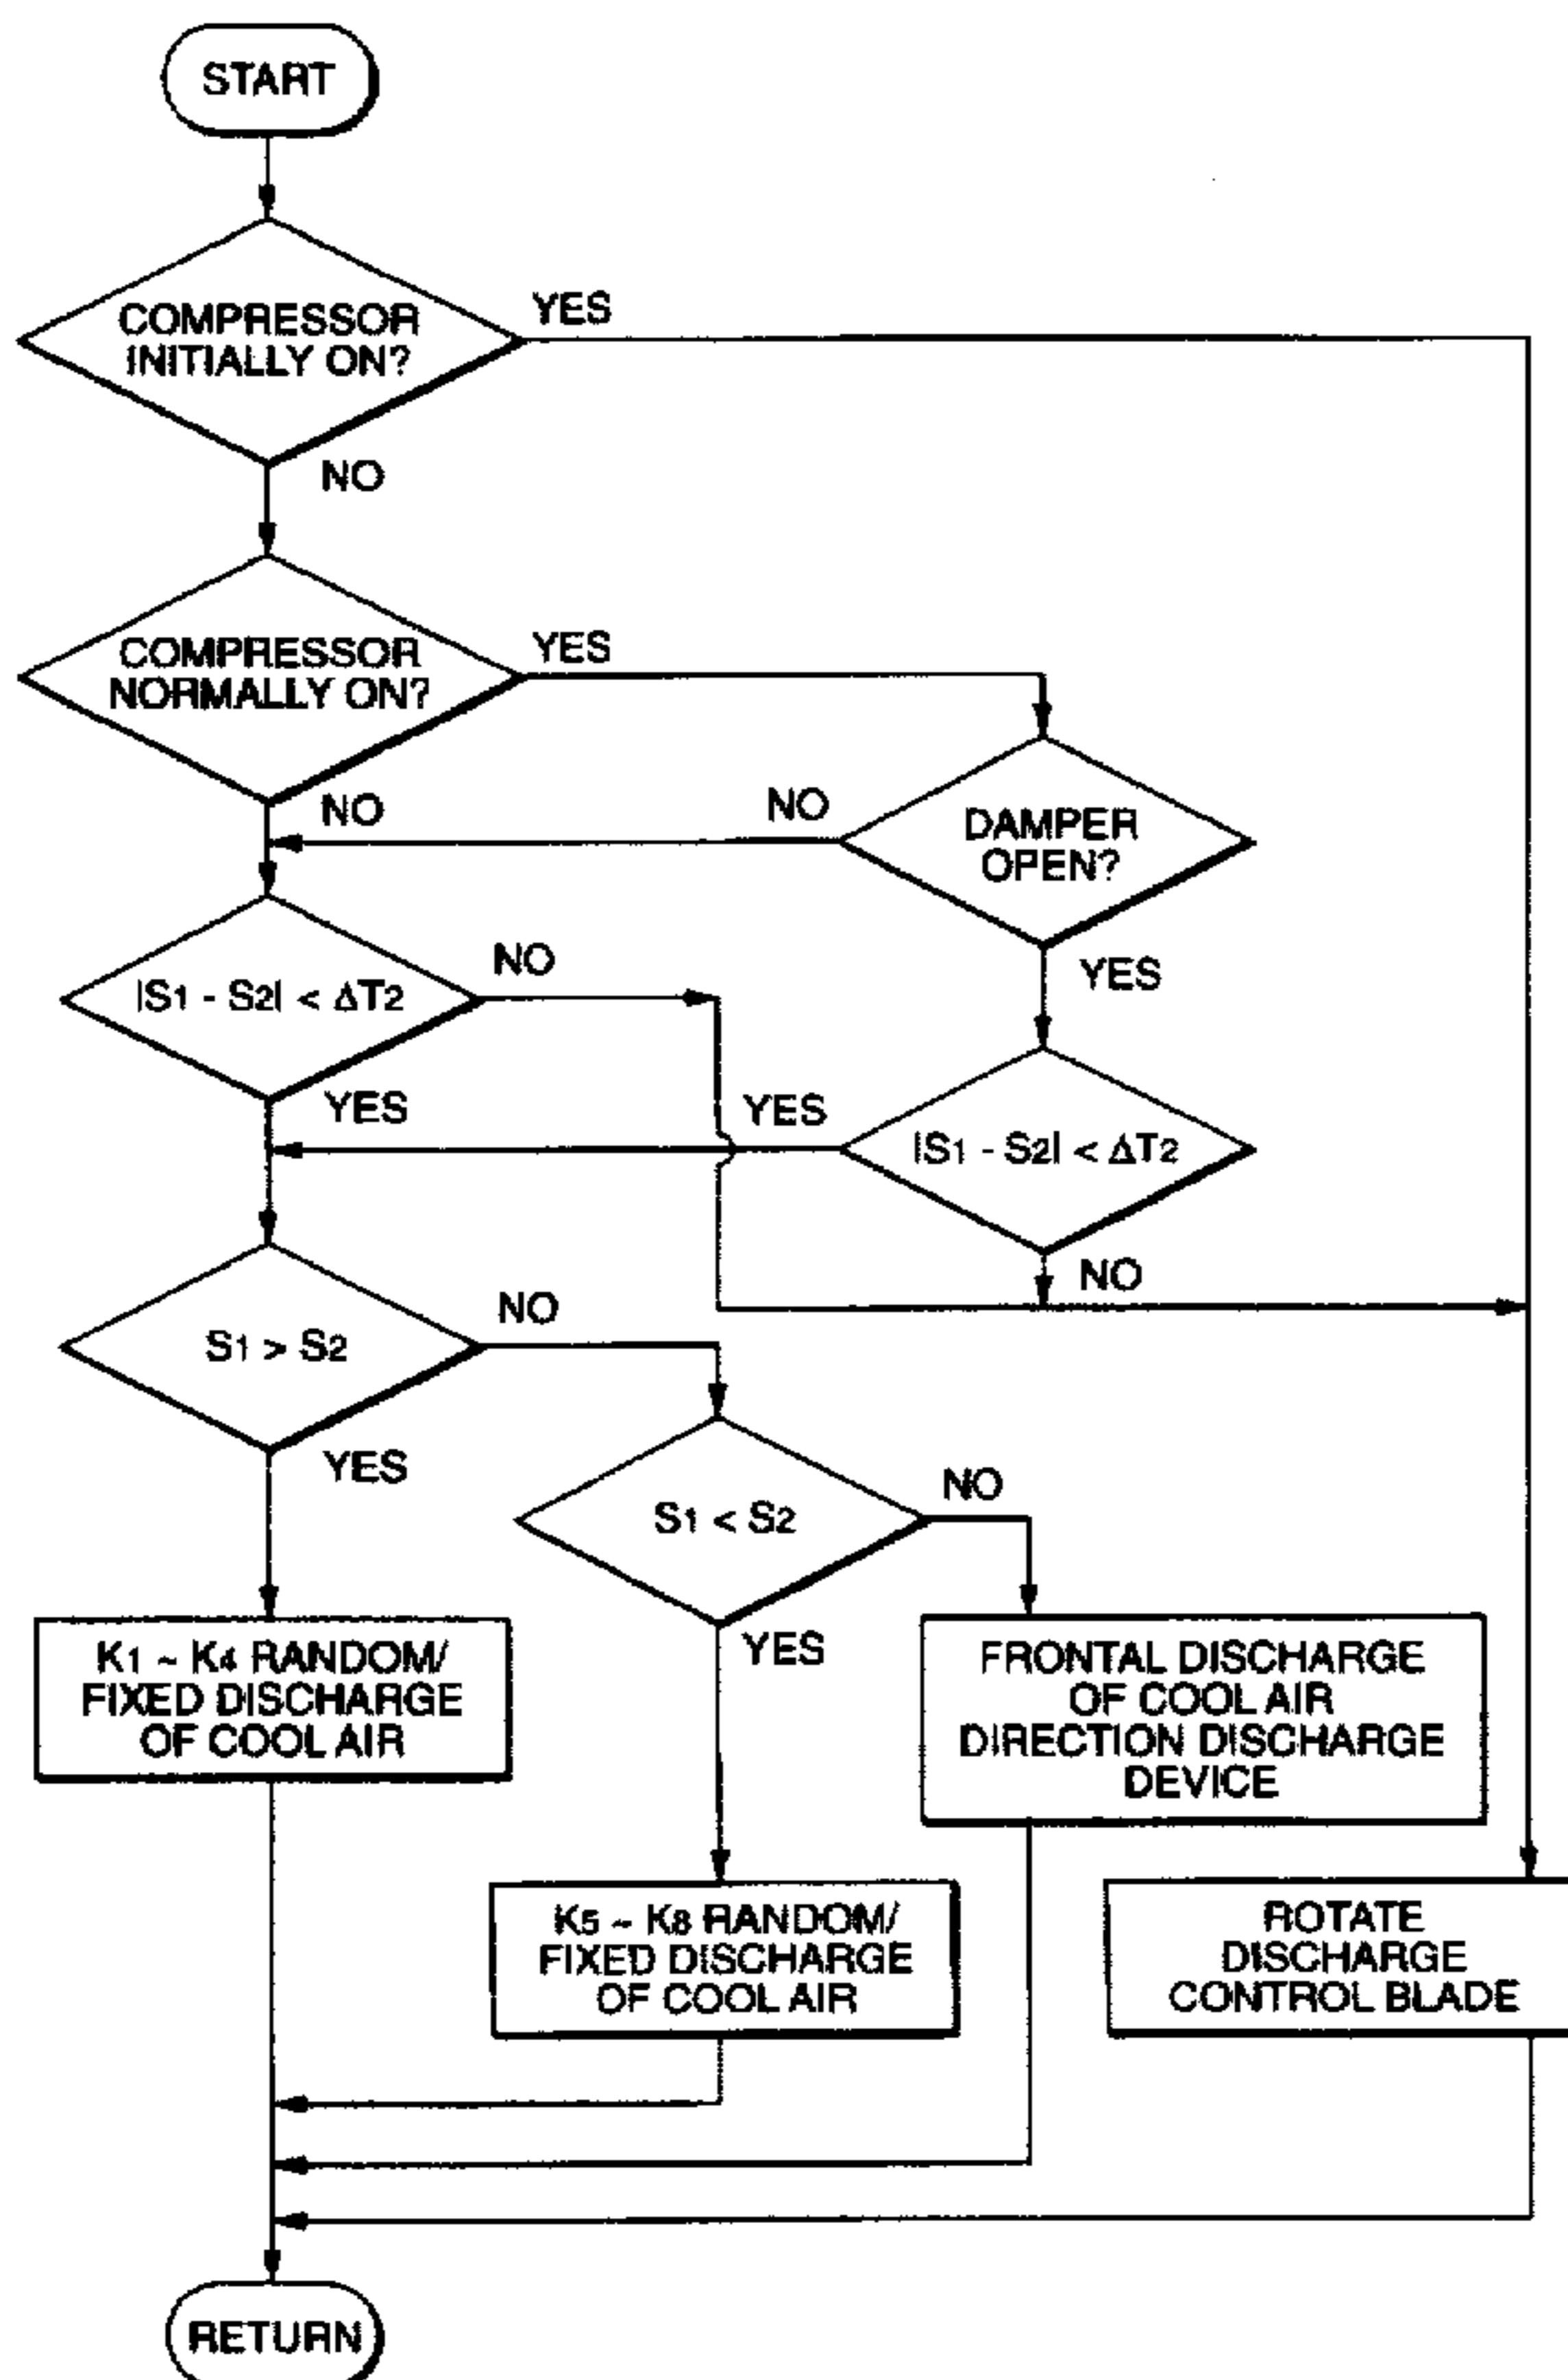 START
COMPRESSOR
INITIALLY ON?
YES
NO
COMPRESSOR
NORMALLY ON?
YES
NO
NO
DAMPER
OPEN?
YES
|S1 - S2| < ΔT2
NO
YES
YES
|S1 - S2| < ΔT2
NO
S1 > S2
NO
YES
S1 < S2
NO
YES
K1 ~ K4 RANDOM/
FIXED DISCHARGE
OF COOL AIR
FRONTAL DISCHARGE
OF COOL AIR
DIRECTION DISCHARGE
DEVICE
K5 ~ K8 RANDOM/
FIXED DISCHARGE
OF COOL AIR
ROTATE
DISCHARGE
CONTROL BLADE
RETURN